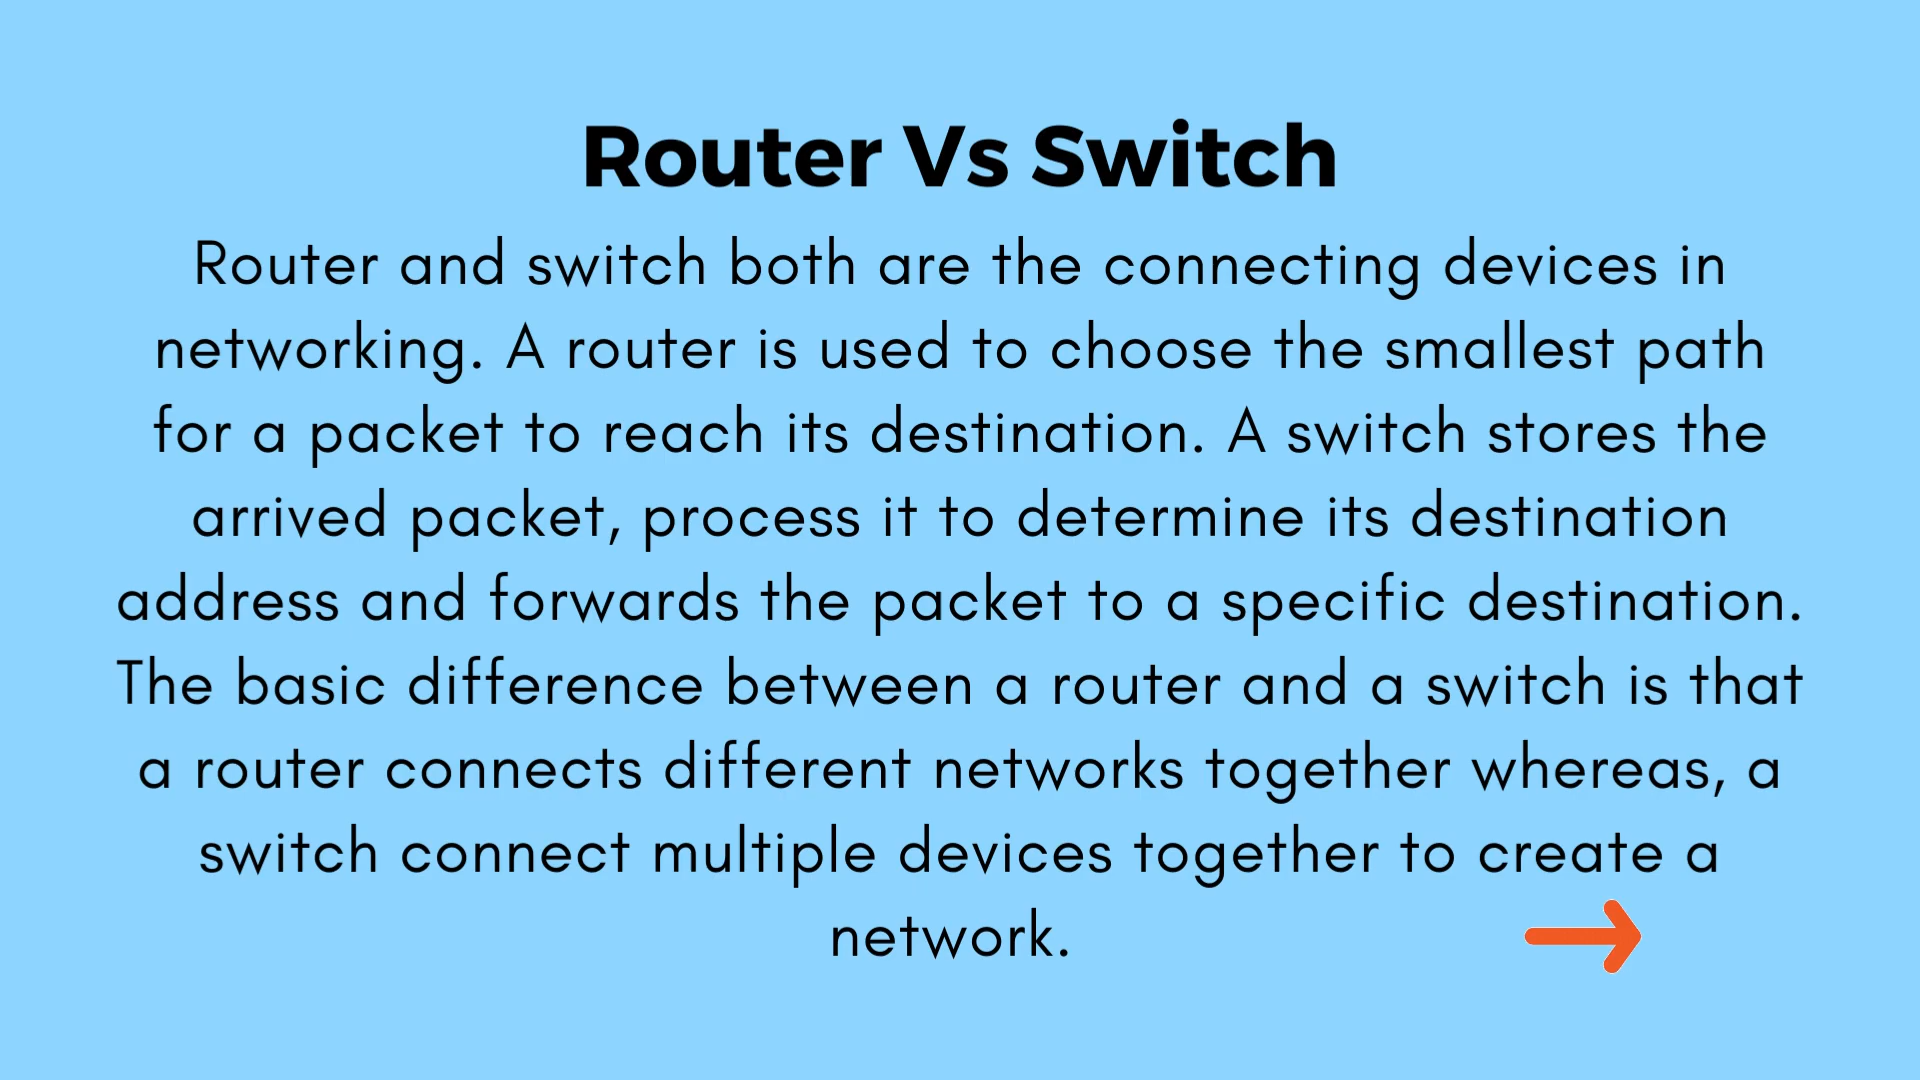 Router Vs Switch
Router and switch both are the connecting devices in
networking. A router is used to choose the smallest path
for a packet to reach its destination. A switch stores the
arrived packet, process it to determine its destination
address and forwards the packet to a specific destination.
The basic difference between a router and a switch is that
a router connects different networks together whereas, a
switch connect multiple devices together to create a
network.